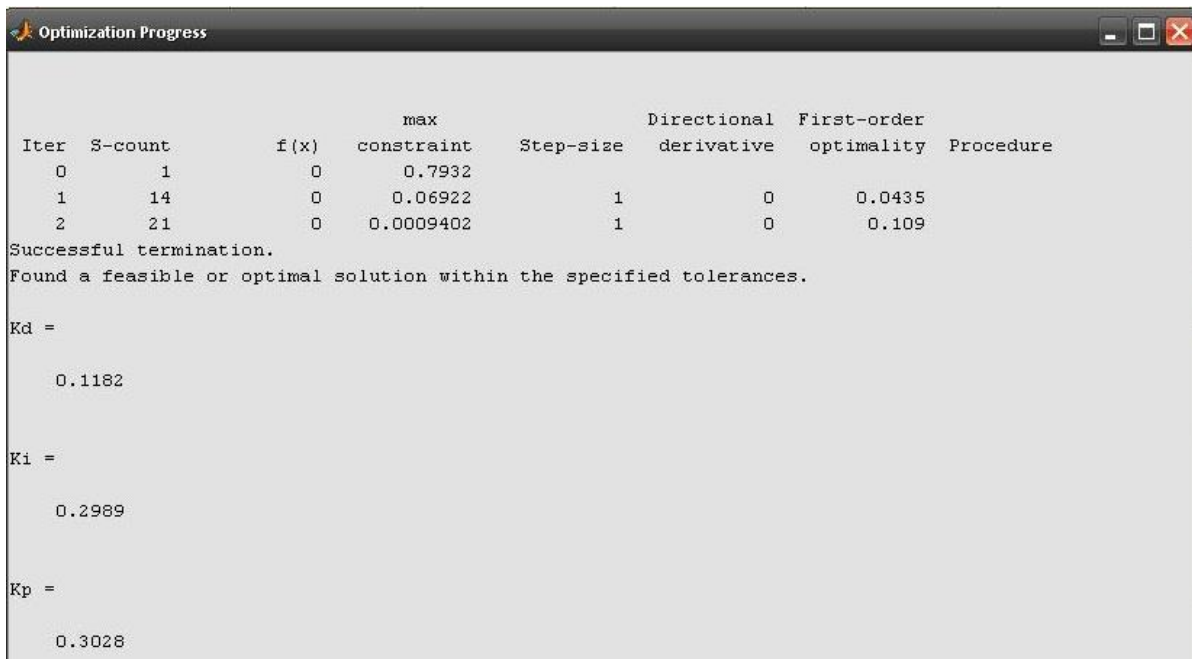 Optimization Progress
max Directional First-order
Iter S-count f(x) constraint Step-size derivative optimality Procedure
0 1 0 0.7932
1 14 0 0.06922 1 0 0.0435
2 21 0 0.0009402 1 0 0.109
Successful termination.
Found a feasible or optimal solution within the specified tolerances.
Kd =
0.1182
Ki =
0.2989
Kp =
0.3028